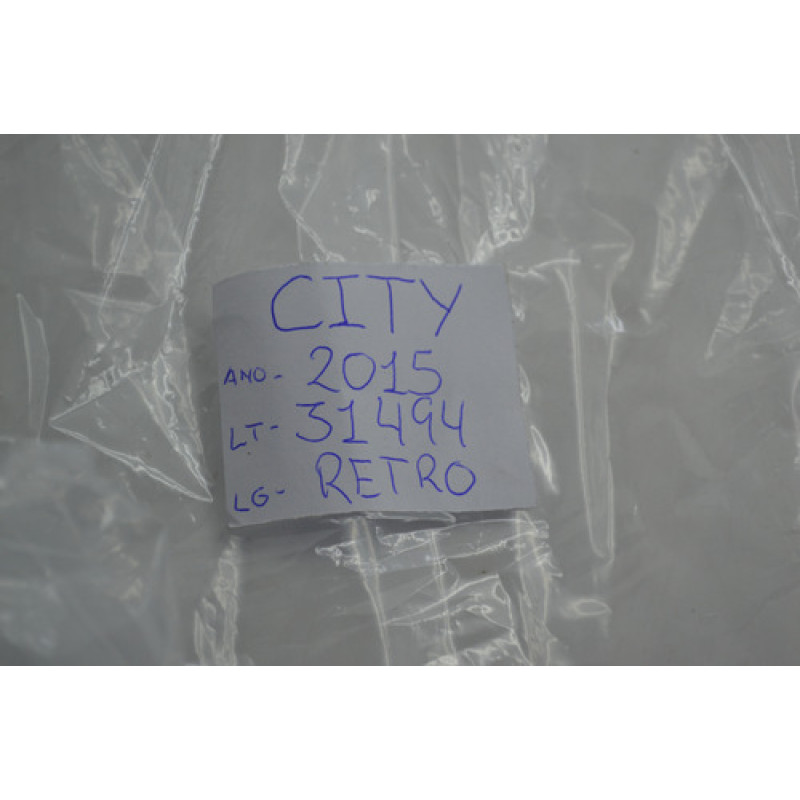 CITY
ANO- 2015
LT- 31494
LG- RETRO